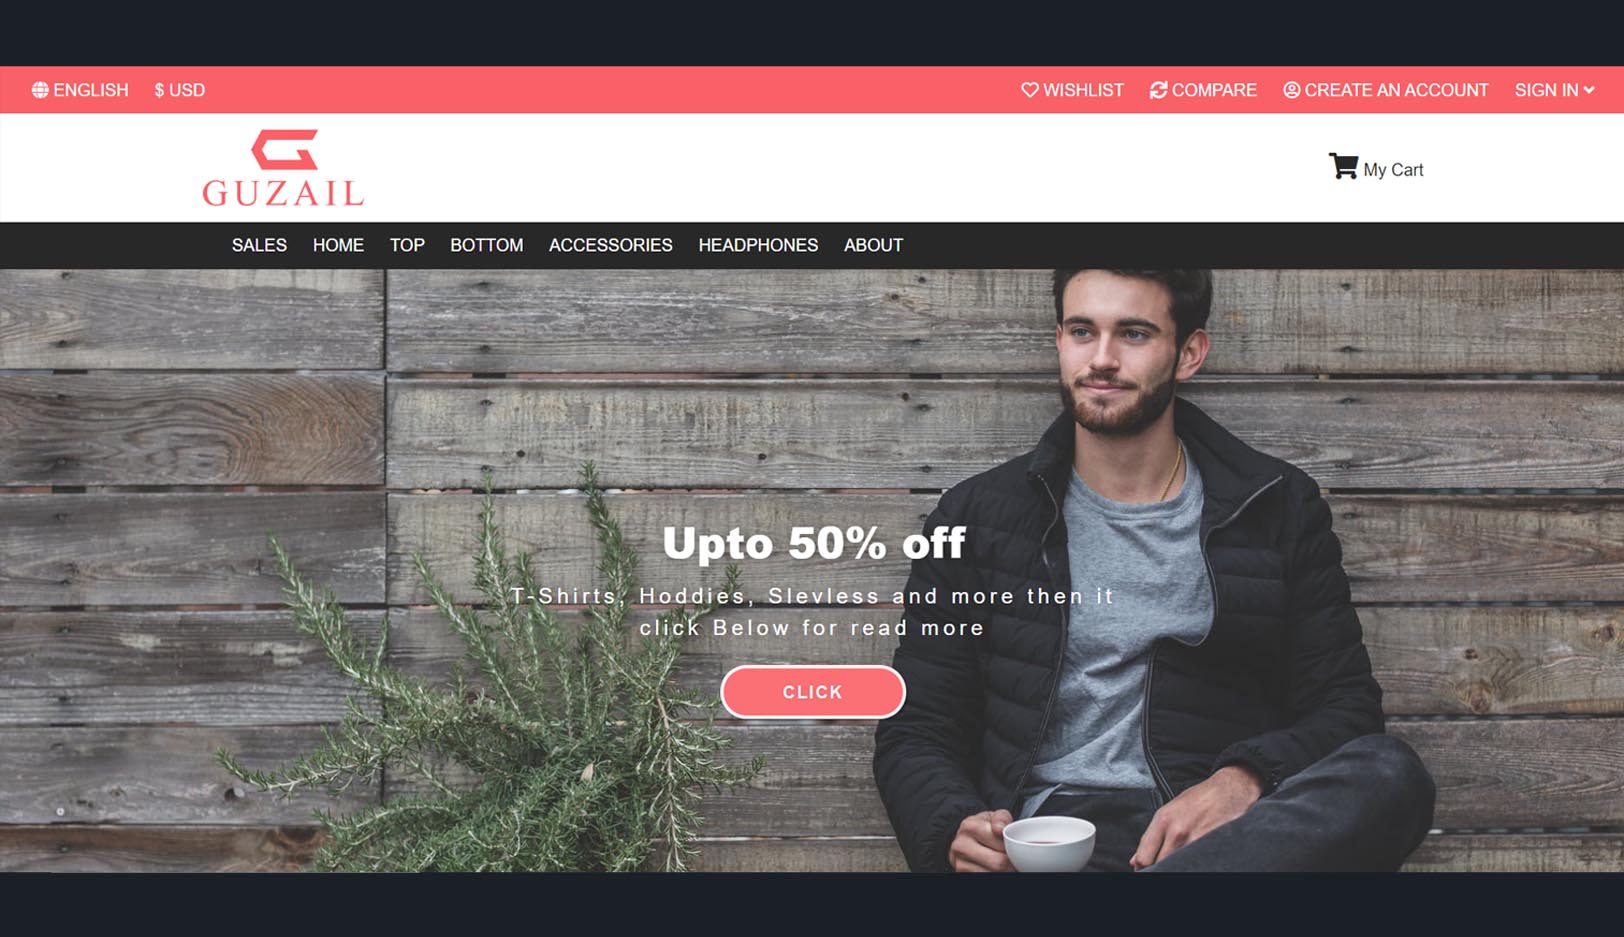 ENGLISH $ USD WISHLIST COMPARE CREATE AN ACCOUNT SIGN IN
GUZAIL
My Cart
SALES HOME TOP BOTTOM ACCESSORIES HEADPHONES ABOUT
Upto 50% off
T-Shirts, Hoddies, Slevless and more then it
click Below for read more
CLICK